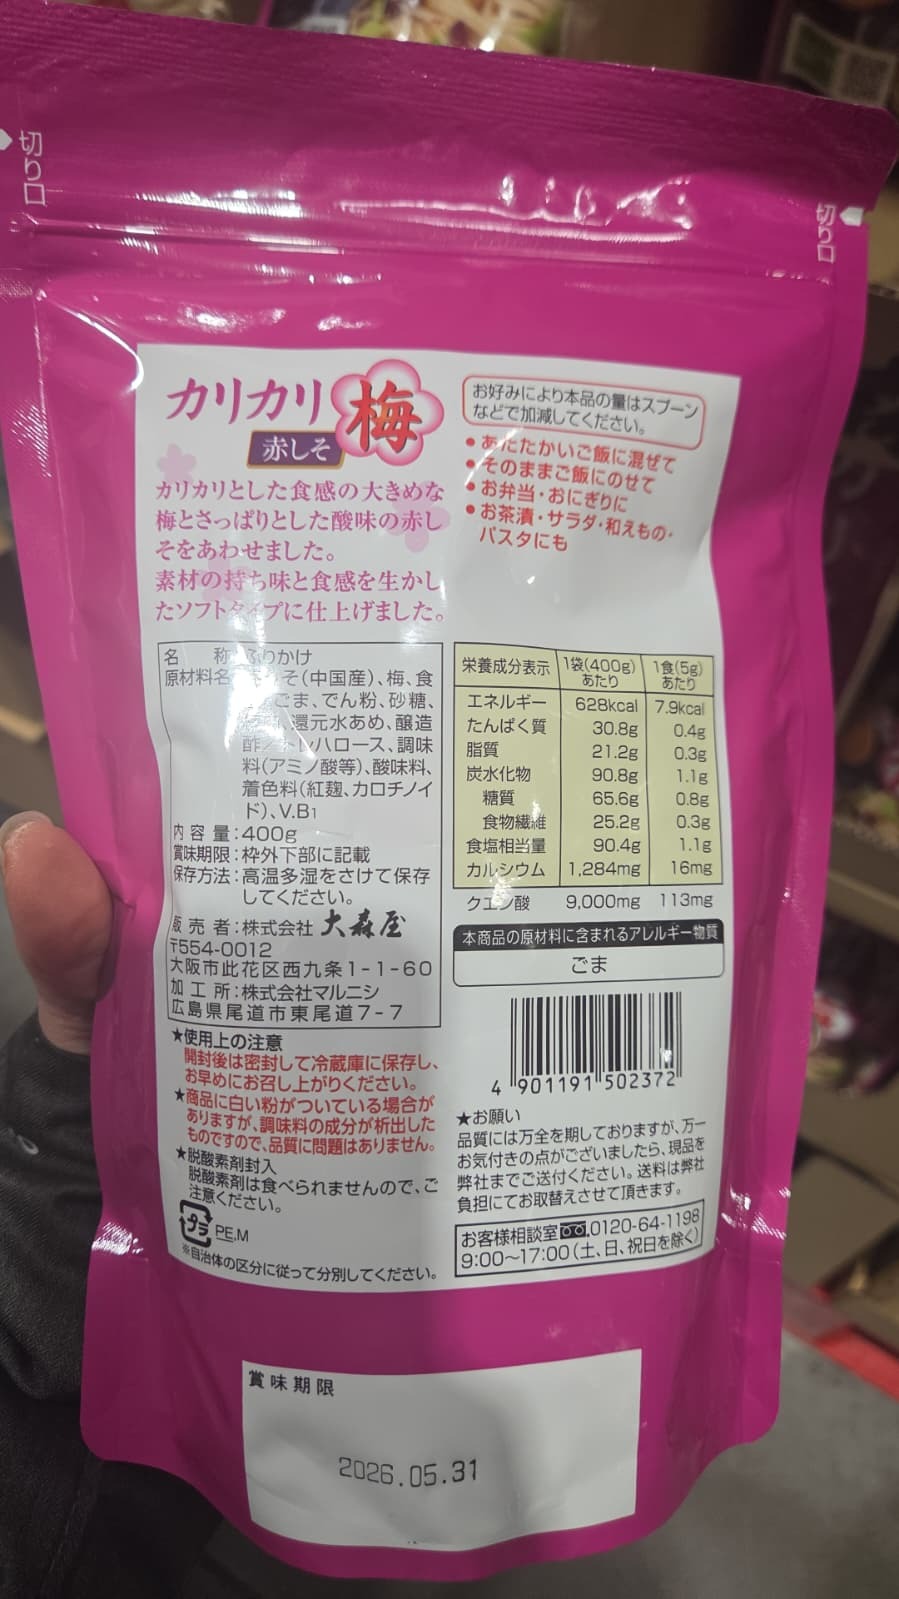 切り口
切り口
カリカリ梅
赤しそ
カリカリとした食感の大きめな
梅とさっぱりとした酸味の赤し
そをあわせました。
素材の持ち味と食感を生かし
たソフトタイプに仕上げました。
お好みにより本品の量はスプーン
などで加減してください。
●あたたかいご飯に混ぜて
●そのままご飯にのせて
●お弁当・おにぎりに
●お茶漬・サラダ・和えもの・
パスタにも
名 称 ふりかけ
原材料名 しそ(中国産)、梅、食
ごま、でん粉、砂糖、
還元水あめ、醸造
酢/トレハロース、調味
料(アミノ酸等)、酸味料、
着色料(紅麹、カロチノイ
ド)、V.B1
内容量:400g
賞味期限:枠外下部に記載
保存方法:高温多湿をさけて保存
してください。
販売者:株式会社 大森屋
〒554-0012
大阪市此花区西九条1-1-60
加工所:株式会社マルニシ
広島県尾道市東尾道7-7
★使用上の注意
開封後は密封して冷蔵庫に保存し、
お早めにお召し上がりください。
★商品に白い粉がついている場合が
ありますが、調味料の成分が析出した
ものですので、品質に問題はありません。
★脱酸素剤封入
脱酸素剤は食べられませんので、ご
注意ください。
プラ PE,M
※自治体の区分に従って分別してください。
栄養成分表示 1袋(400g)あたり 1食(5g)あたり
エネルギー 628kcal 7.9kcal
たんぱく質 30.8g 0.4g
脂質 21.2g 0.3g
炭水化物 90.8g 1.1g
糖質 65.6g 0.8g
食物繊維 25.2g 0.3g
食塩相当量 90.4g 1.1g
カルシウム 1,284mg 16mg
クエン酸 9,000mg 113mg
本商品の原材料に含まれるアレルギー物質
ごま
4 901191 502372
★お願い
品質には万全を期しておりますが、万一
お気付きの点がございましたら、現品を
弊社までご送付ください。送料は弊社
負担にてお取替えさせて頂きます。
お客様相談室 0120-64-1198
9:00〜17:00(土、日、祝日を除く)
賞味期限
2026.05.31